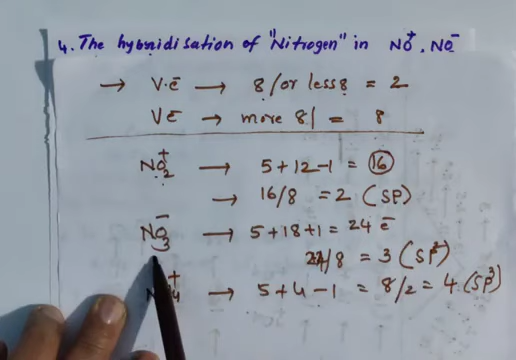 4. The hybridisation of "Nitrogen" in NO⁺, NO⁻
→ V.e⁻ → 8/or less 8 = 2
Ve⁻ → more 8/ = 8
NO₂⁺ → 5+12-1 = 16
→ 16/8 = 2 (SP)
NO₃⁻ → 5+18+1 = 24 e⁻
24/8 = 3 (SP²)
→ 5+4-1 = 8/2 = 4 (SP³)